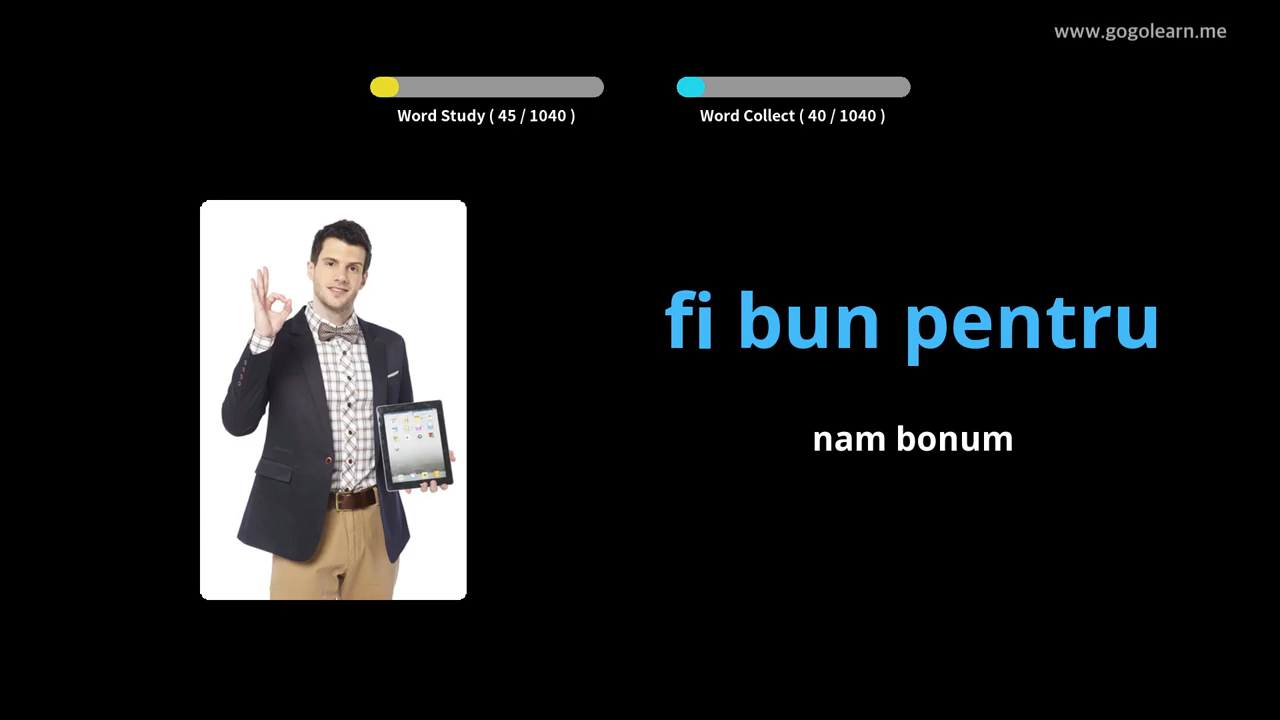 www.gogolearn.me
Word Study ( 45 / 1040 )
Word Collect ( 40 / 1040 )
fi bun pentru
nam bonum